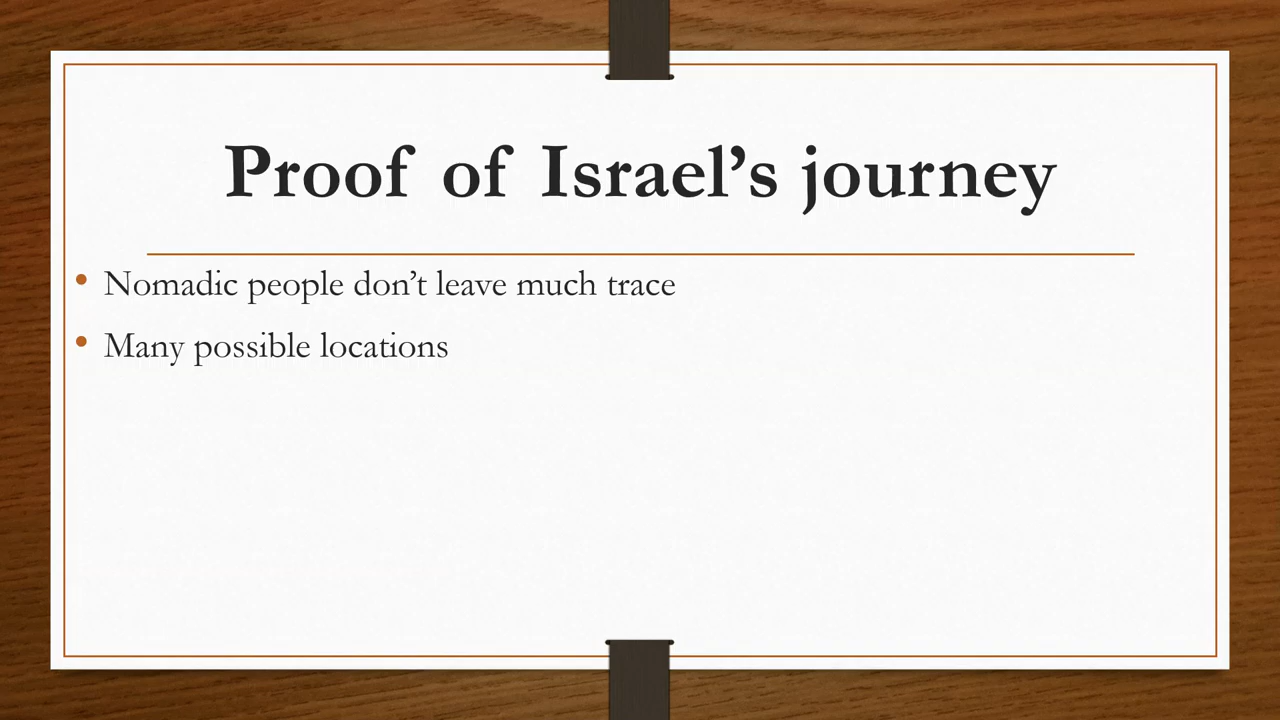 Proof of Israel’s journey
• Nomadic people don’t leave much trace
• Many possible locations